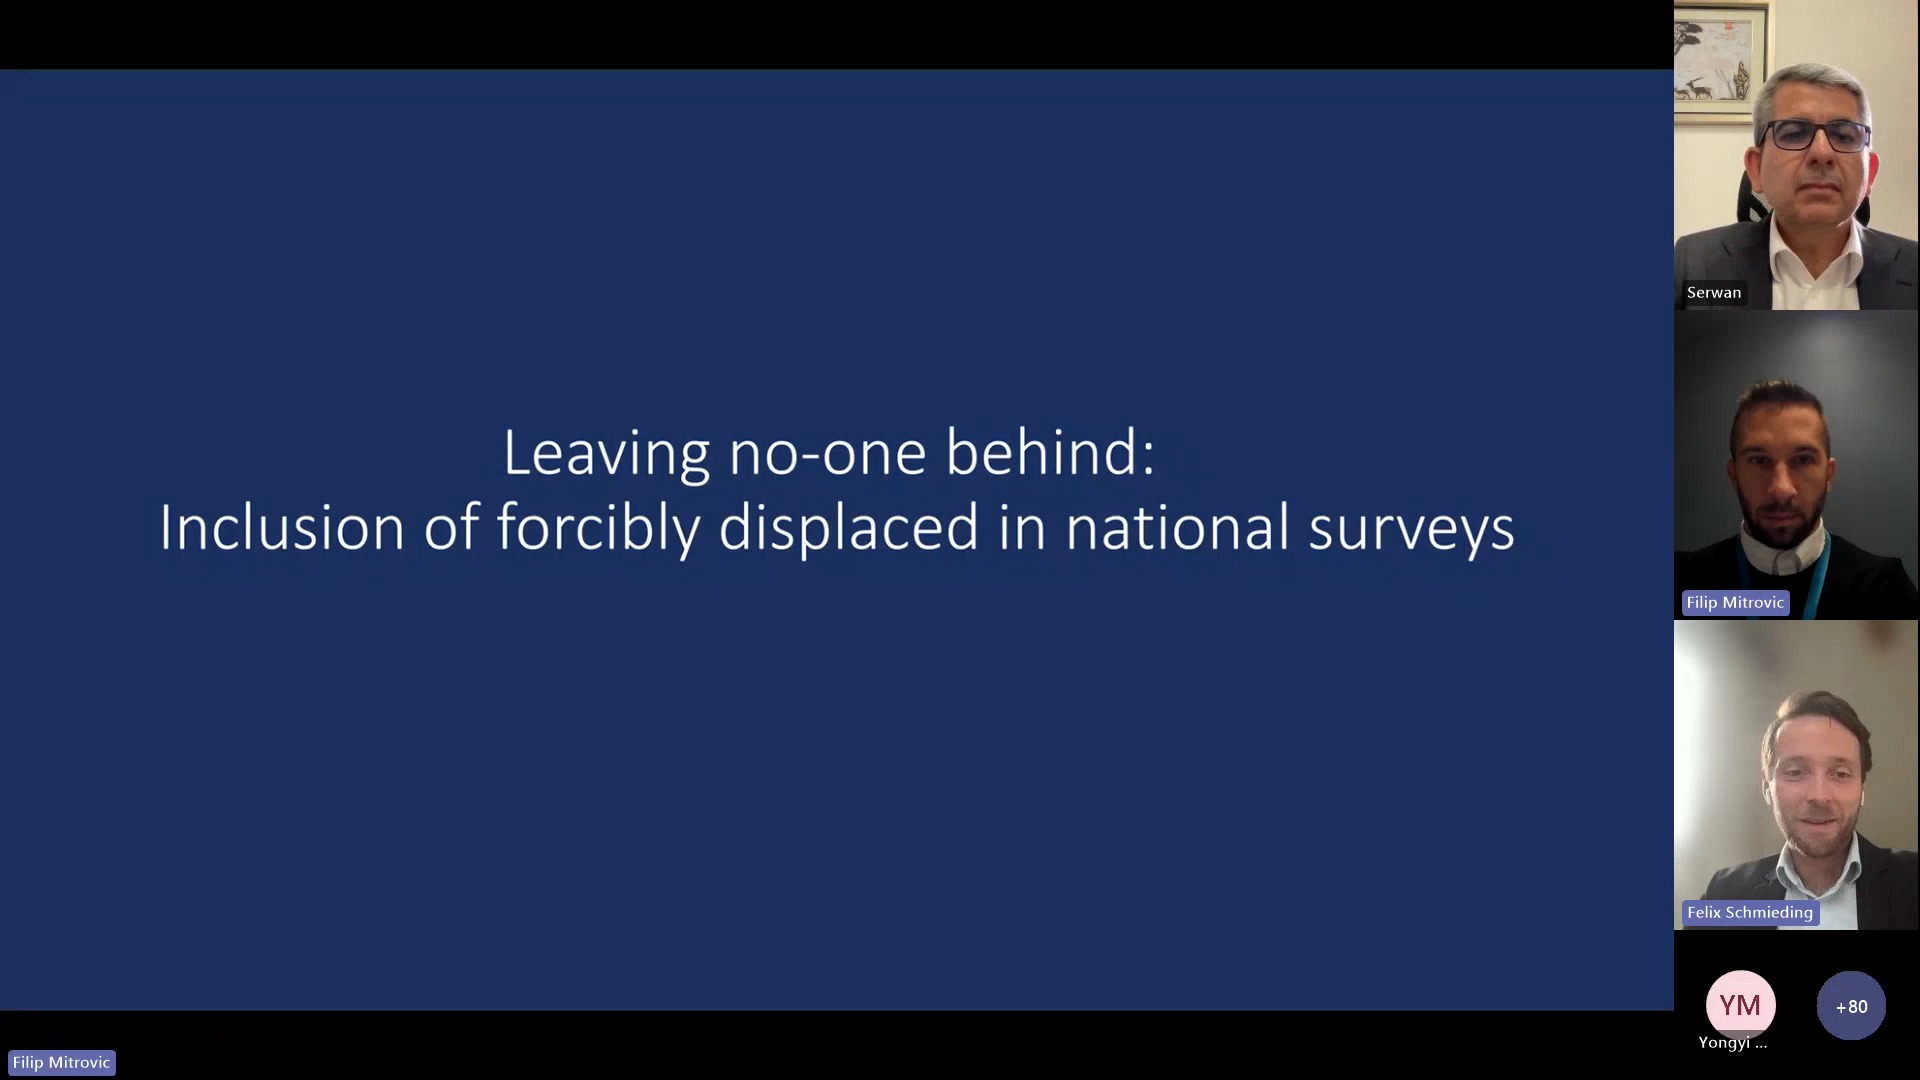 Leaving no-one behind:
Inclusion of forcibly displaced in national surveys
Serwan
Filip Mitrovic
Felix Schmieding
YM
Yongyi ...
+80
Filip Mitrovic